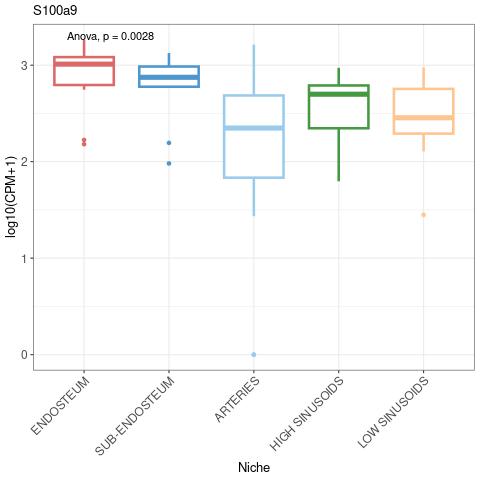 S100a9
Anova, p = 0.0028
log10(CPM+1)
3
2
1
0
ENDOSTEUM
SUB-ENDOSTEUM
ARTERIES
HIGH SINUSOIDS
LOW SINUSOIDS
Niche